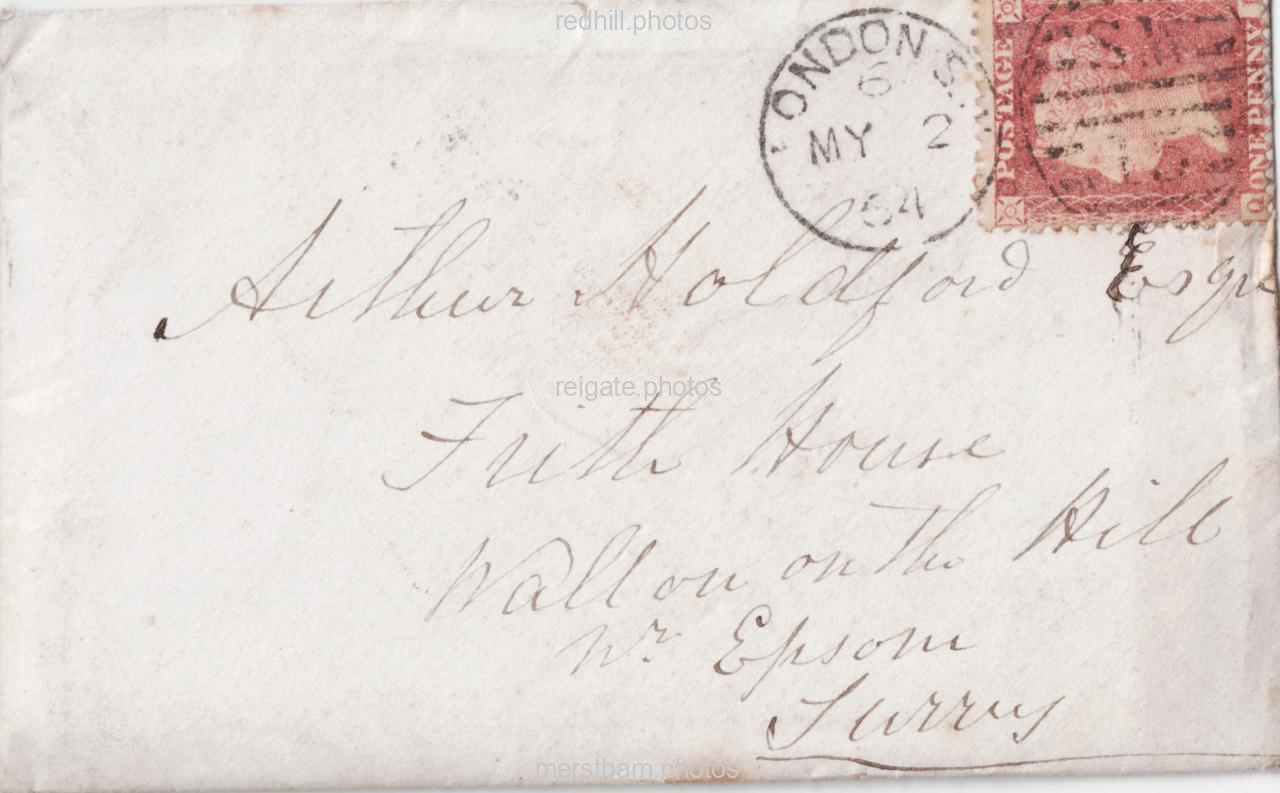 redhill.photos
LONDON S.W
6
MY 2
64
POSTAGE
ONE PENNY
S.W
Arthur Holdford Esqre
reigate.photos
Frith House
Walton on the Hill
Nr. Epsom
Surrey
merstham.photos